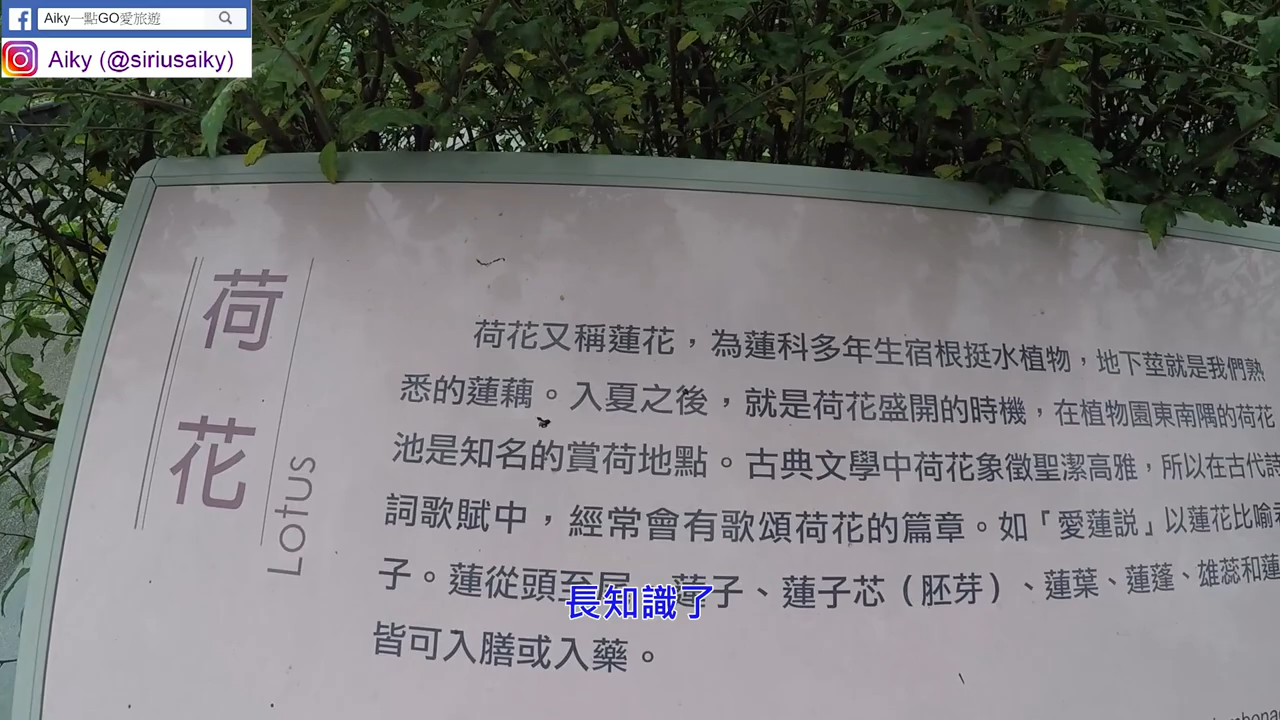 Aiky一點GO愛旅遊
Aiky (@siriusaiky)
荷花
Lotus
荷花又稱蓮花，為蓮科多年生宿根挺水植物，地下莖就是我們熟
悉的蓮藕。入夏之後，就是荷花盛開的時機，在植物園東南隅的荷花
池是知名的賞荷地點。古典文學中荷花象徵聖潔高雅，所以在古代詩
詞歌賦中，經常會有歌頌荷花的篇章。如「愛蓮説」以蓮花比喻
子。蓮從頭至尾、蓮子、蓮子芯（胚芽）、蓮葉、蓮蓬、雄蕊和蓮
皆可入膳或入藥。
長知識了